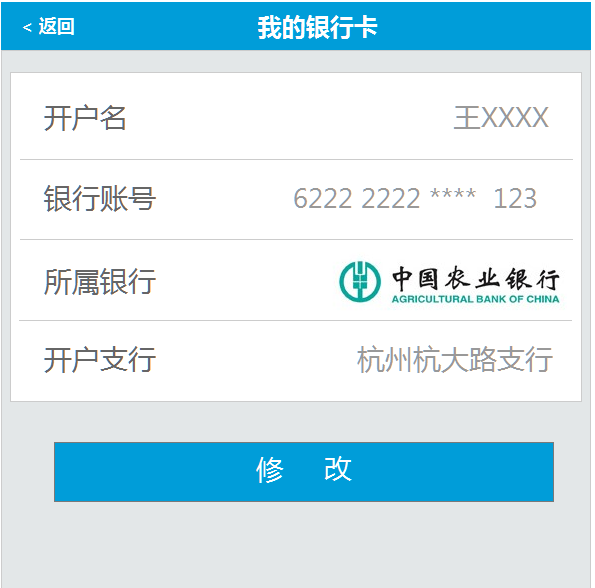 < 返回 我的银行卡
开户名 王XXXX
银行账号 6222 2222 **** 123
所属银行 中国农业银行
AGRICULTURAL BANK OF CHINA
开户支行 杭州杭大路支行
修 改